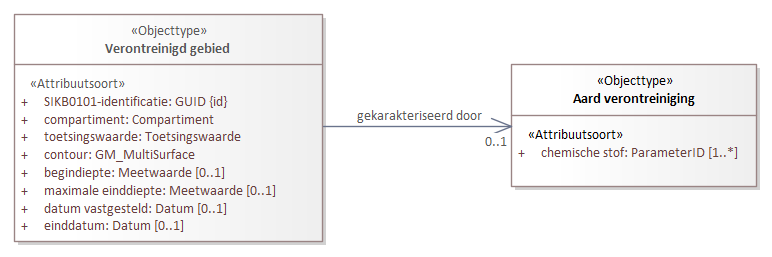 «Objecttype»
Verontreinigd gebied
«Attribuutsoort»
+ SIKB0101-identificatie: GUID {id}
+ compartiment: Compartiment
+ toetsingswaarde: Toetsingswaarde
+ contour: GM_MultiSurface
+ begindiepte: Meetwaarde [0..1]
+ maximale einddiepte: Meetwaarde [0..1]
+ datum vastgesteld: Datum [0..1]
+ einddatum: Datum [0..1]
gekarakteriseerd door
0..1
«Objecttype»
Aard verontreiniging
«Attribuutsoort»
+ chemische stof: ParameterID [1..*]